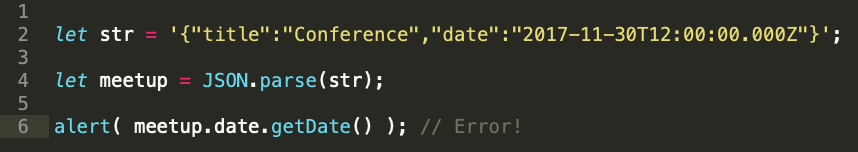 1
2 let str = '{"title":"Conference","date":"2017-11-30T12:00:00.000Z"}';
3
4 let meetup = JSON.parse(str);
5
6 alert( meetup.date.getDate() ); // Error!